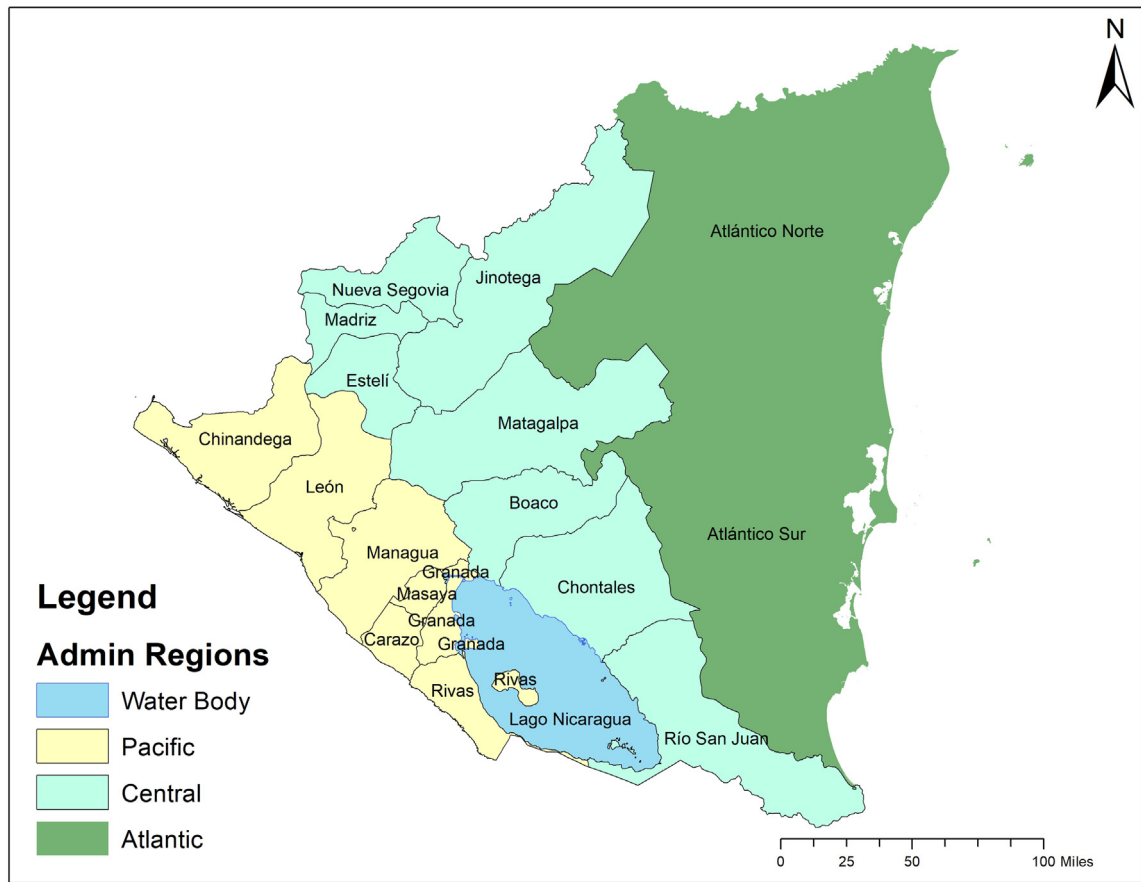 N
Atlántico Norte
Jinotega
Nueva Segovia
Madriz
Estelí
Matagalpa
Chinandega
León
Boaco
Atlántico Sur
Managua
Granada
Chontales
Masaya
Granada
Carazo
Granada
Rivas
Rivas
Lago Nicaragua
Río San Juan
Legend
Admin Regions
Water Body
Pacific
Central
Atlantic
0 25 50 100 Miles